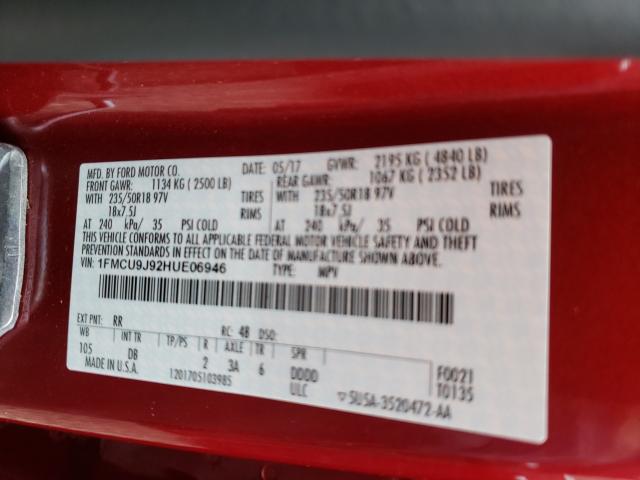 MFD. BY FORD MOTOR CO.
DATE: 05/17 GVWR: 2195 KG ( 4840 LB)
FRONT GAWR: 1134 KG ( 2500 LB) REAR GAWR: 1067 KG ( 2352 LB)
WITH 235/50R18 97V TIRES WITH 235/50R18 97V TIRES
18x7.5J RIMS 18x7.5J RIMS
AT 240 kPa/ 35 PSI COLD AT 240 kPa/ 35 PSI COLD
THIS VEHICLE CONFORMS TO ALL APPLICABLE FEDERAL MOTOR VEHICLE SAFETY AND THEFT
PREVENTION STANDARDS IN EFFECT ON THE DATE OF MANUFACTURE SHOWN ABOVE.
VIN: 1FMCU9J92HUE06946 TYPE: MPV
EXT PNT: RR RC: 4B DSO:
WB INT TR TP/PS R AXLE TR SPR
105 DB 2 3A 6 DDDD F0021
MADE IN U.S.A. 1201705103985 ULC T0135
▽5U5A-3520472-AA